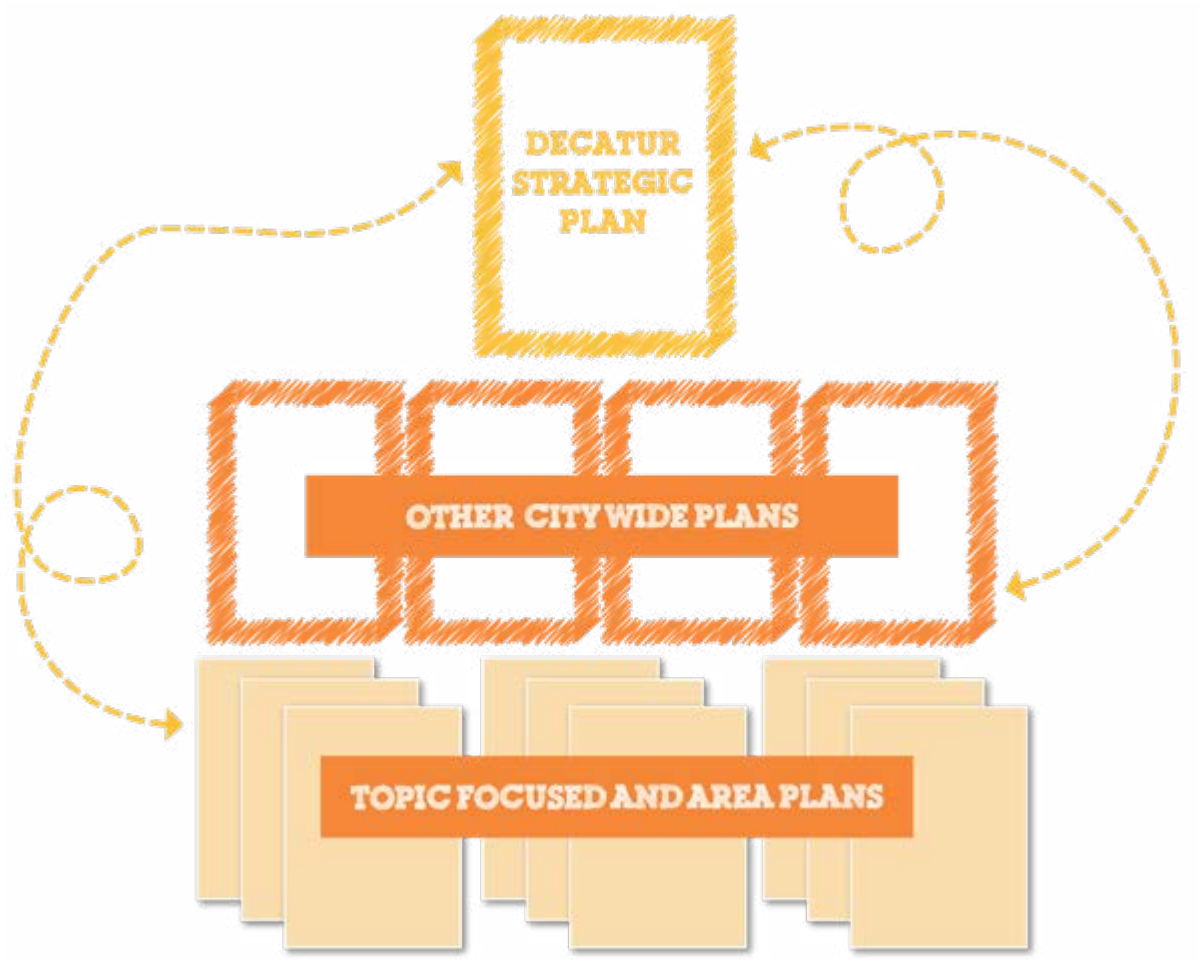 DECATUR
STRATEGIC
PLAN
OTHER CITY WIDE PLANS
TOPIC FOCUSED AND AREA PLANS